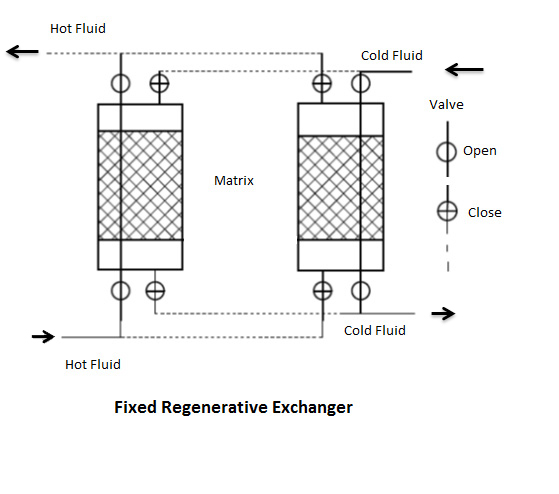 Hot Fluid
Cold Fluid
Valve
Open
Matrix
Close
Cold Fluid
Hot Fluid
Fixed Regenerative Exchanger